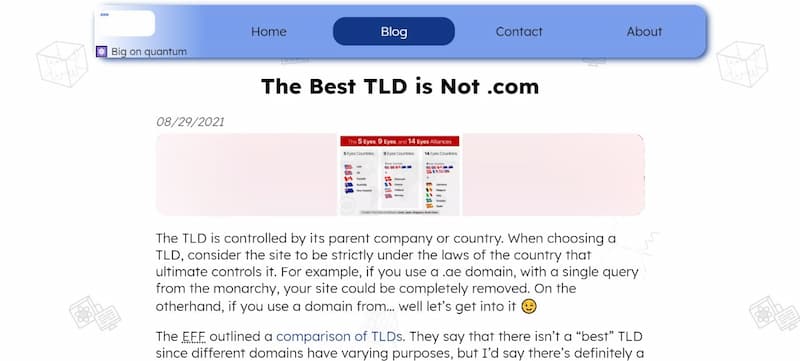 Home
Blog
Contact
About
Big on quantum
The Best TLD is Not .com
08/29/2021
The 5 Eyes, 9 Eyes, and 14 Eyes Alliances
5 Eyes Countries
14 Eyes Countries
The TLD is controlled by its parent company or country. When choosing a
TLD, consider the site to be strictly under the laws of the country that
ultimate controls it. For example, if you use a .ae domain, with a single query
from the monarchy, your site could be completely removed. On the
otherhand, if you use a domain from... well let's get into it 😉
The EFF outlined a comparison of TLDs. They say that there isn't a “best” TLD
since different domains have varying purposes, but I'd say there's definitely a